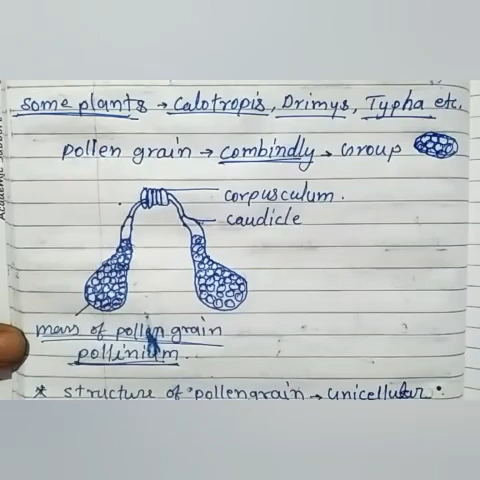 some plants → Calotropis, Drimys, Typha etc.
pollen grain → combindly → Group
corpusculum.
caudicle
mass of pollen grain
pollinium.
* structure of pollengrain → unicellular.